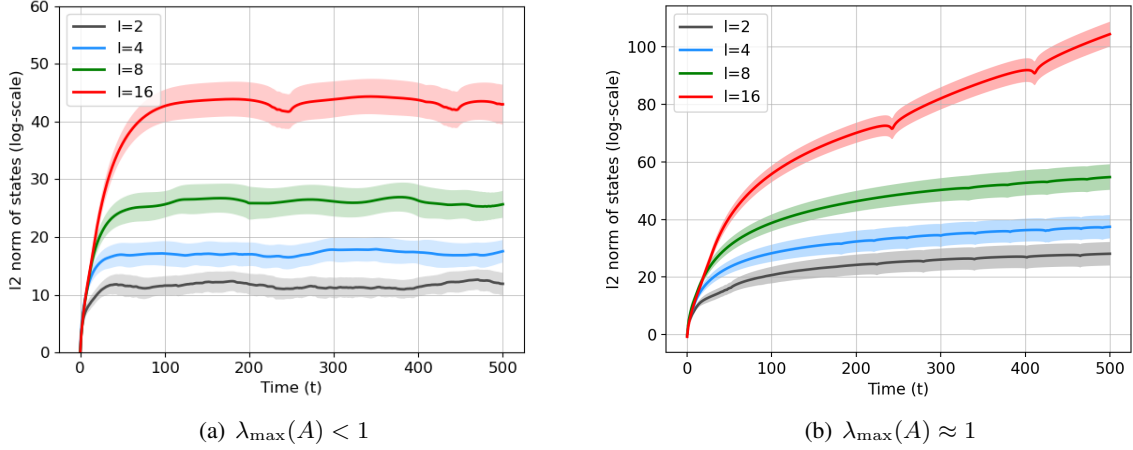 60
50
40
30
20
10
0
0
100
200
300
400
500
l2 norm of states (log-scale)
Time (t)
l=2
l=4
l=8
l=16
(a) λmax(A) < 1
100
80
60
40
20
0
0
100
200
300
400
500
l2 norm of states (log-scale)
Time (t)
l=2
l=4
l=8
l=16
(b) λmax(A) ≈ 1